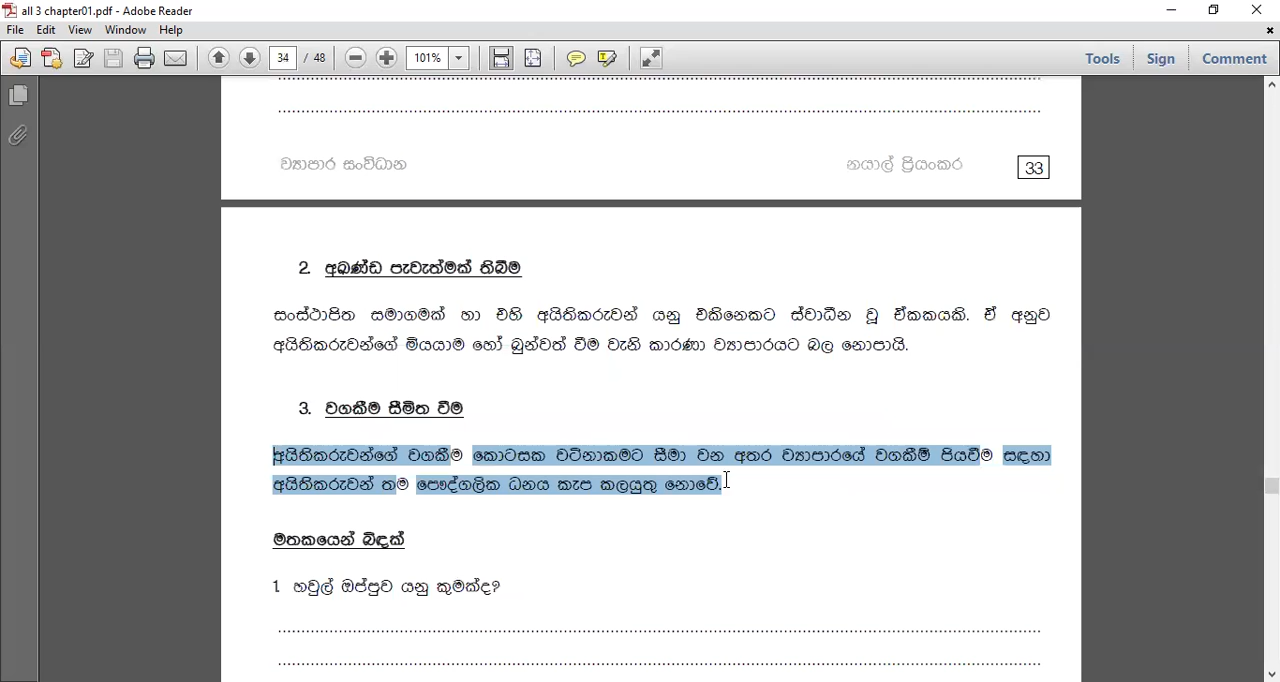 all 3 chapter01.pdf - Adobe Reader
File Edit View Window Help
34 / 48 101% Tools Sign Comment
ව්‍යාපාර සංවිධාන නයාල් ප්‍රියංකර 33
2. අඛණ්ඩ පැවැත්මක් තිබීම
සංස්ථාපිත සමාගමක් හා එහි අයිතිකරුවන් යනු එකිනෙකට ස්වාධීන වූ ඒකකයකි. ඒ අනුව
අයිතිකරුවන්ගේ මියයාම හෝ බුන්වත් වීම වැනි කාරණා ව්‍යාපාරයට බල නොපායි.
3. වගකීම සීමිත වීම
අයිතිකරුවන්ගේ වගකීම කොටසක වටිනාකමට සීමා වන අතර ව්‍යාපාරයේ වගකීම් පියවීම සඳහා
අයිතිකරුවන් තම පෞද්ගලික ධනය කැප කලයුතු නොවේ.
මතකයෙන් බිඳක්
1. හවුල් ඔප්පුව යනු කුමක්ද?